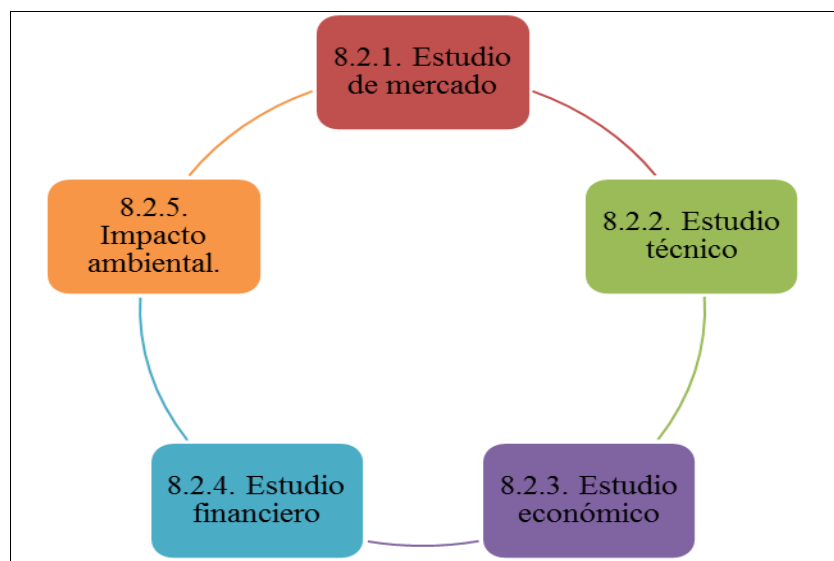 8.2.1. Estudio
de mercado
8.2.2. Estudio
técnico
8.2.3. Estudio
económico
8.2.4. Estudio
financiero
8.2.5.
Impacto
ambiental.